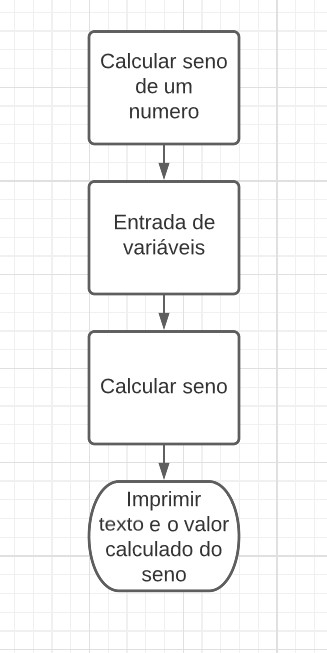 Calcular seno
de um
numero
Entrada de
variáveis
Calcular seno
Imprimir
texto e o valor
calculado do
seno